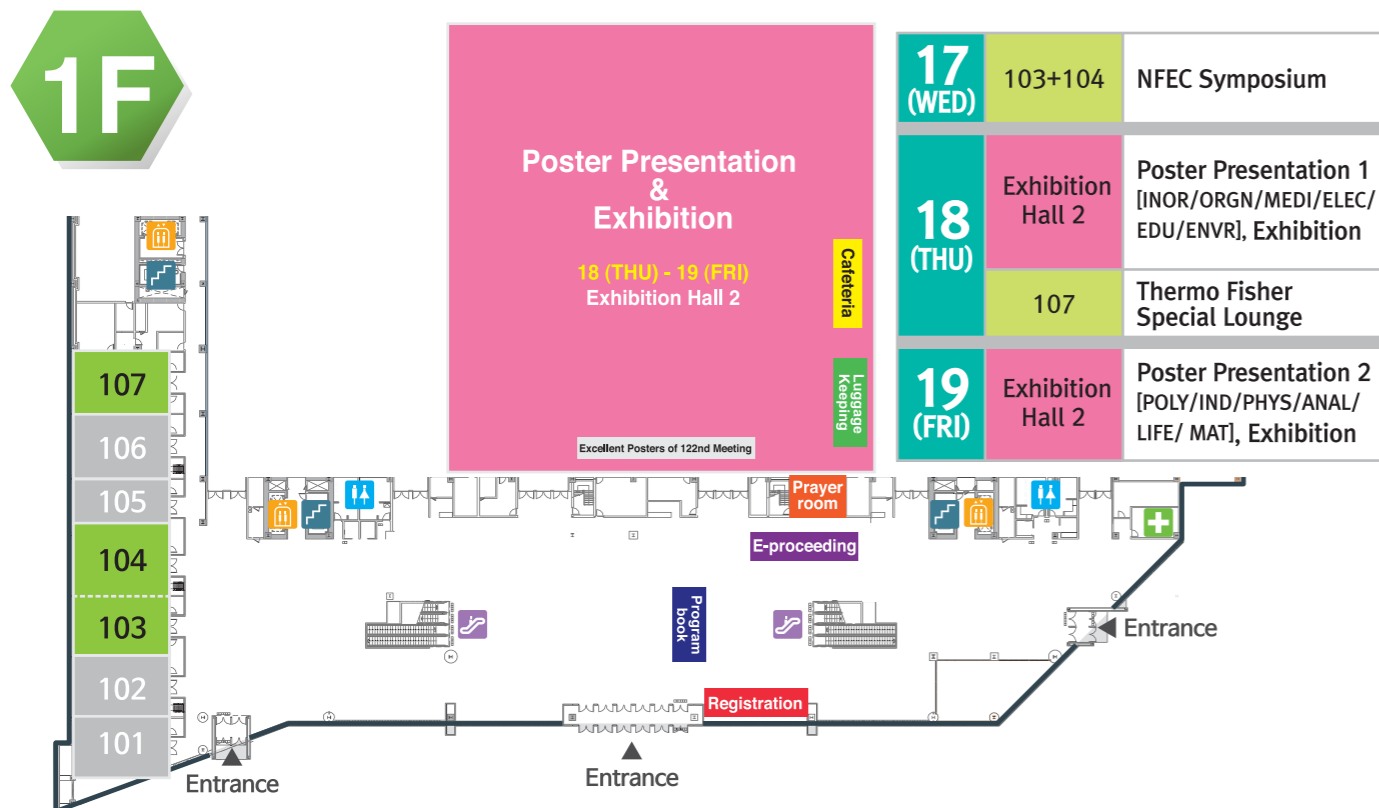 1F
Poster Presentation
&
Exhibition
18 (THU) - 19 (FRI)
Exhibition Hall 2
Cafeteria
Luggage
Keeping
Excellent Posters of 122nd Meeting
17
(WED)
103+104
NFEC Symposium
18
(THU)
Exhibition
Hall 2
Poster Presentation 1
[INOR/ORGN/MEDI/ELEC/
EDU/ENVR], Exhibition
107
Thermo Fisher
Special Lounge
19
(FRI)
Exhibition
Hall 2
Poster Presentation 2
[POLY/IND/PHYS/ANAL/
LIFE/ MAT], Exhibition
107
106
105
104
103
102
101
Prayer
room
E-proceeding
Program
book
Registration
Entrance
Entrance
Entrance